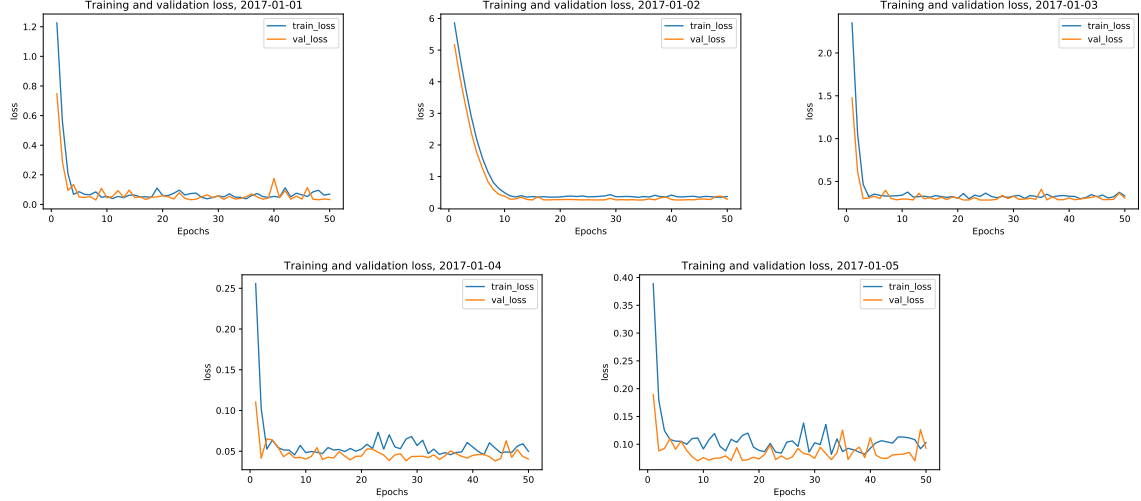 Training and validation loss, 2017-01-01
1.2
1.0
0.8
0.6
0.4
0.2
0.0
loss
train_loss
val_loss
0
10
20
30
40
50
Epochs
Training and validation loss, 2017-01-02
6
5
4
3
2
1
0
loss
train_loss
val_loss
0
10
20
30
40
50
Epochs
Training and validation loss, 2017-01-03
2.0
1.5
1.0
0.5
loss
train_loss
val_loss
0
10
20
30
40
50
Epochs
Training and validation loss, 2017-01-04
0.25
0.20
0.15
0.10
0.05
loss
train_loss
val_loss
0
10
20
30
40
50
Epochs
Training and validation loss, 2017-01-05
0.40
0.35
0.30
0.25
0.20
0.15
0.10
loss
train_loss
val_loss
0
10
20
30
40
50
Epochs